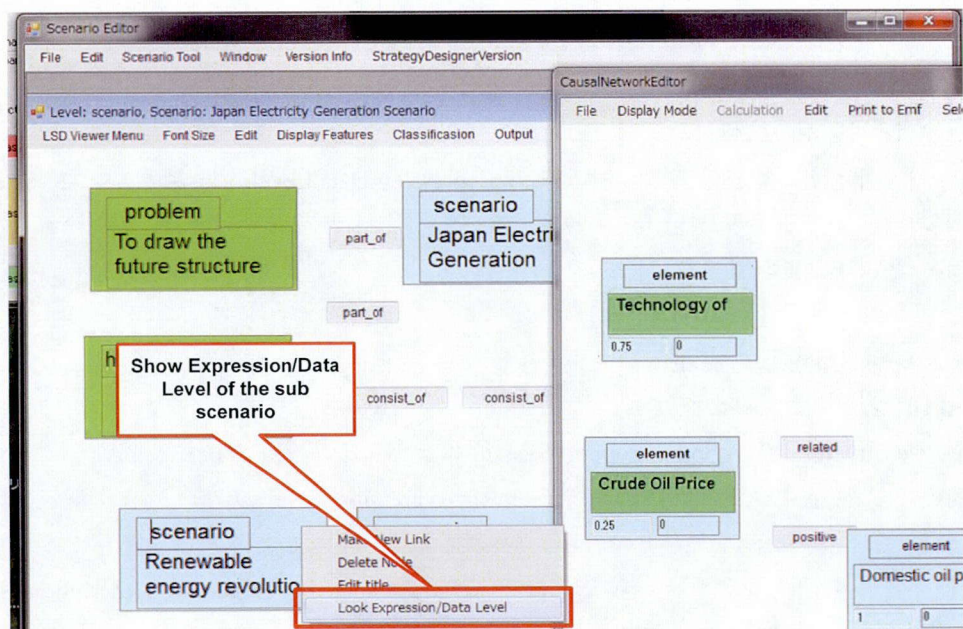 Scenario Editor
File Edit Scenario Tool Window Version Info StrategyDesignerVersion
Level: scenario, Scenario: Japan Electricity Generation Scenario
LSD Viewer Menu Font Size Edit Display Features Classificasion Output
problem
To draw the
future structure
part_of
scenario
Japan Electri
Generation
part_of
Show Expression/Data
Level of the sub
scenario
consist_of
consist_of
scenario
Renewable
energy revolutio
Make New Link
Delete Node
Edit title
Look Expression/Data Level
CausalNetworkEditor
File Display Mode Calculation Edit Print to Emf Sel
element
Technology of
0.75 0
element
Crude Oil Price
0.25 0
related
positive
element
Domestic oil p
1 0